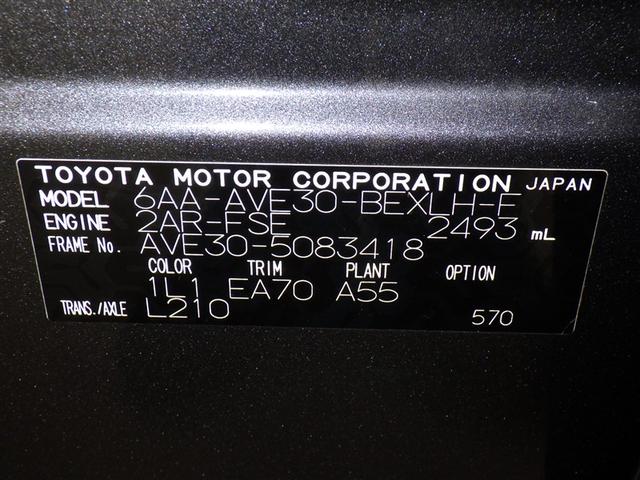 TOYOTA MOTOR CORPORATION JAPAN
MODEL 6AA-AVE30-BEXLH-E
ENGINE 2AR-FSE 2493 mL
FRAME No. AVE30-5083418
COLOR TRIM PLANT OPTION
1L1 EA70 A55
TRANS./AXLE L210 570